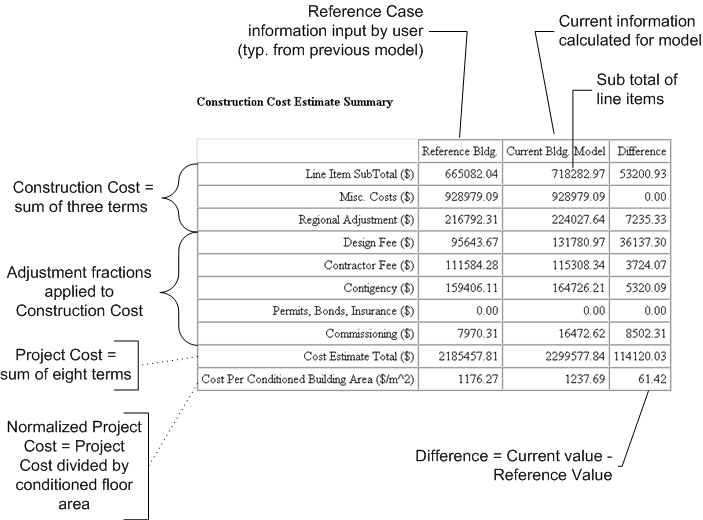 Reference Case
information input by user
(typ. from previous model)
Current information
calculated for model
Sub total of
line items
Construction Cost Estimate Summary
Reference Bldg. Current Bldg. Model Difference
Line Item SubTotal ($) 665082.04 718282.97 53200.93
Misc. Costs ($) 928979.09 928979.09 0.00
Regional Adjustment ($) 216792.31 224027.64 7235.33
Design Fee ($) 95643.67 131780.97 36137.30
Contractor Fee ($) 111584.28 115308.34 3724.07
Contigency ($) 159406.11 164726.21 5320.09
Permits, Bonds, Insurance ($) 0.00 0.00 0.00
Commissioning ($) 7970.31 16472.62 8502.31
Cost Estimate Total ($) 2185457.81 2299577.84 114120.03
Cost Per Conditioned Building Area ($/m^2) 1176.27 1237.69 61.42
Construction Cost =
sum of three terms
Adjustment fractions
applied to
Construction Cost
Project Cost =
sum of eight terms
Normalized Project
Cost = Project
Cost divided by
conditioned floor
area
Difference = Current value -
Reference Value